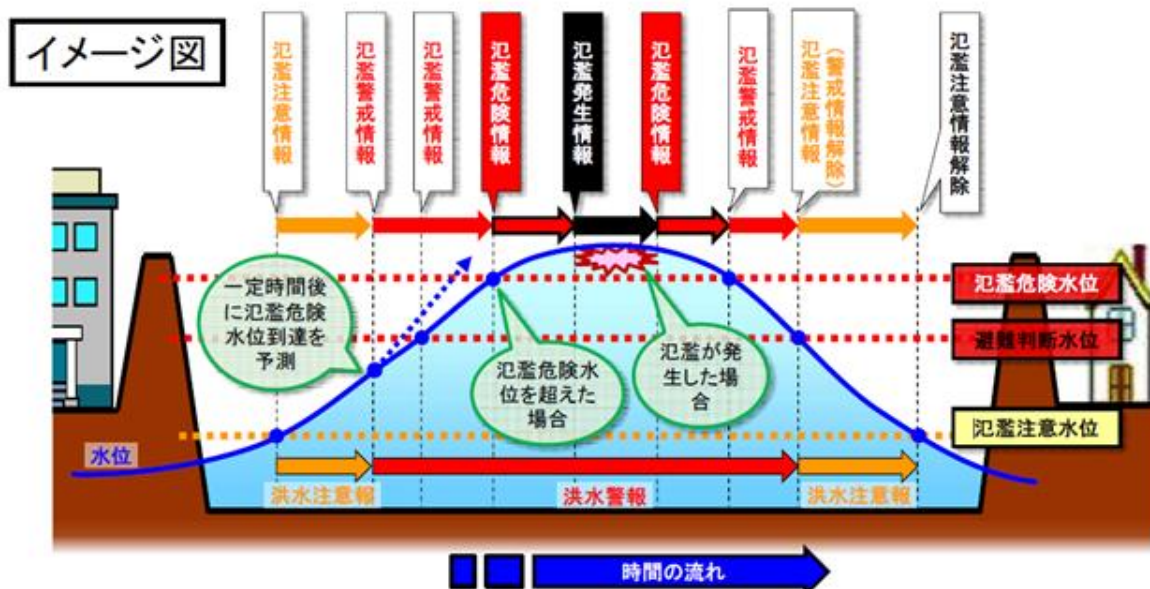 イメージ図
氾濫注意情報
氾濫警戒情報
氾濫警戒情報
氾濫危険情報
氾濫発生情報
氾濫危険情報
氾濫警戒情報
(警戒情報解除)
氾濫注意情報
氾濫注意情報解除
一定時間後
に氾濫危険
水位到達を
予測
氾濫危険水
位を超えた
場合
氾濫が発
生した場
合
氾濫危険水位
避難判断水位
氾濫注意水位
水位
洪水注意報
洪水警報
洪水注意報
時間の流れ